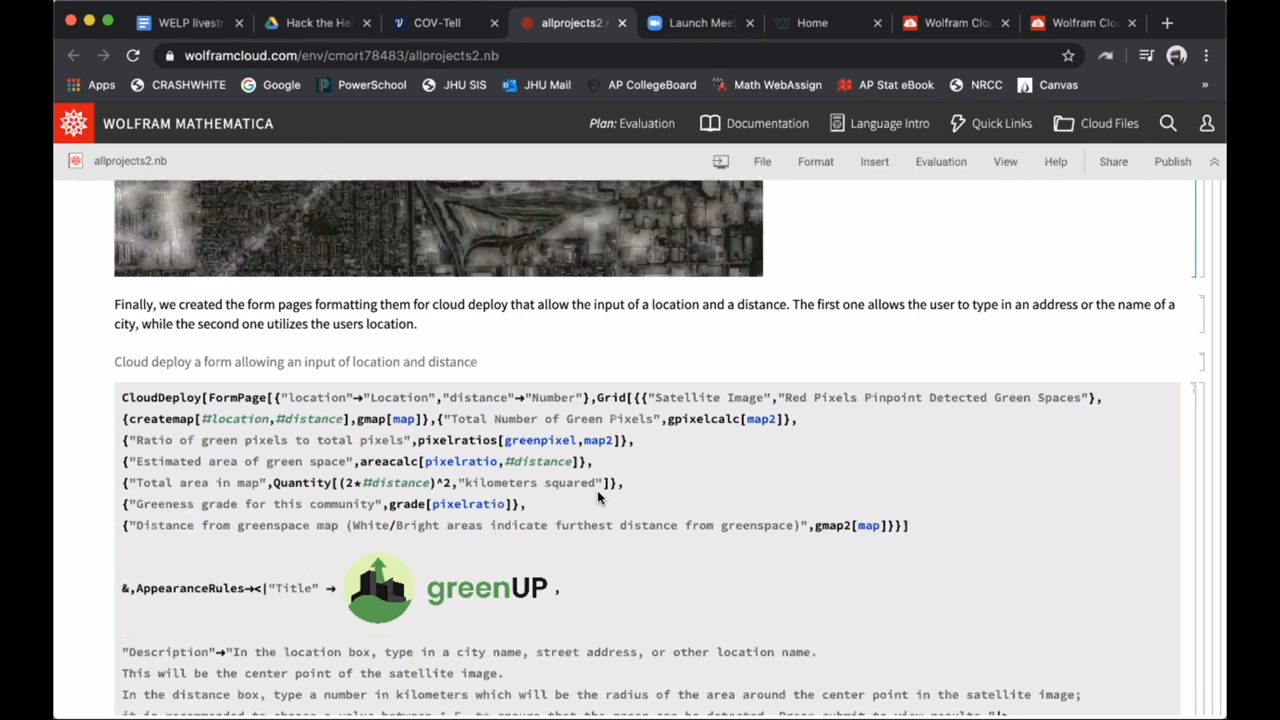 WELP livestr
Hack the He
COV-Tell
allprojects2.n
Launch Mee
Home
Wolfram Clo
Wolfram Clo
wolframcloud.com/env/cmort78483/allprojects2.nb
Apps
CRASHWHITE
Google
PowerSchool
JHU SIS
JHU Mail
AP CollegeBoard
Math WebAssign
AP Stat eBook
NRCC
Canvas
»
WOLFRAM MATHEMATICA
Plan: Evaluation
Documentation
Language Intro
Quick Links
Cloud Files
allprojects2.nb
File
Format
Insert
Evaluation
View
Help
Share
Publish
Finally, we created the form pages formatting them for cloud deploy that allow the input of a location and a distance. The first one allows the user to type in an address or the name of a
city, while the second one utilizes the users location.
Cloud deploy a form allowing an input of location and distance
CloudDeploy[FormPage[{"location"→"Location","distance"→"Number"},Grid[{{"Satellite Image","Red Pixels Pinpoint Detected Green Spaces"},
{createmap[#location,#distance],gmap[map]},{"Total Number of Green Pixels",gpixelcalc[map2]},
{"Ratio of green pixels to total pixels",pixelratios[greenpixel,map2]},
{"Estimated area of green space",areacalc[pixelratio,#distance]},
{"Total area in map",Quantity[(2*#distance)^2,"kilometers squared"]},
{"Greeness grade for this community",grade[pixelratio]},
{"Distance from greenspace map (White/Bright areas indicate furthest distance from greenspace)",gmap2[map]}}]
&,AppearanceRules→<|"Title" → greenUP ,
"Description"→"In the location box, type in a city name, street address, or other location name.
This will be the center point of the satellite image.
In the distance box, type a number in kilometers which will be the radius of the area around the center point in the satellite image;